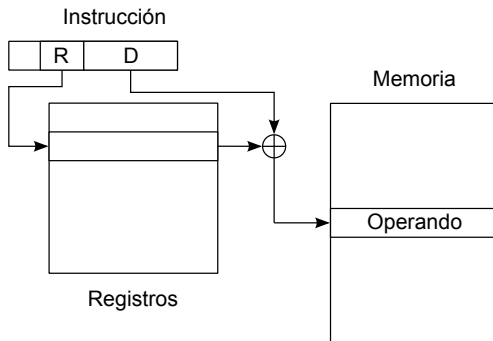 Instrucción
R D
Memoria
Operando
Registros